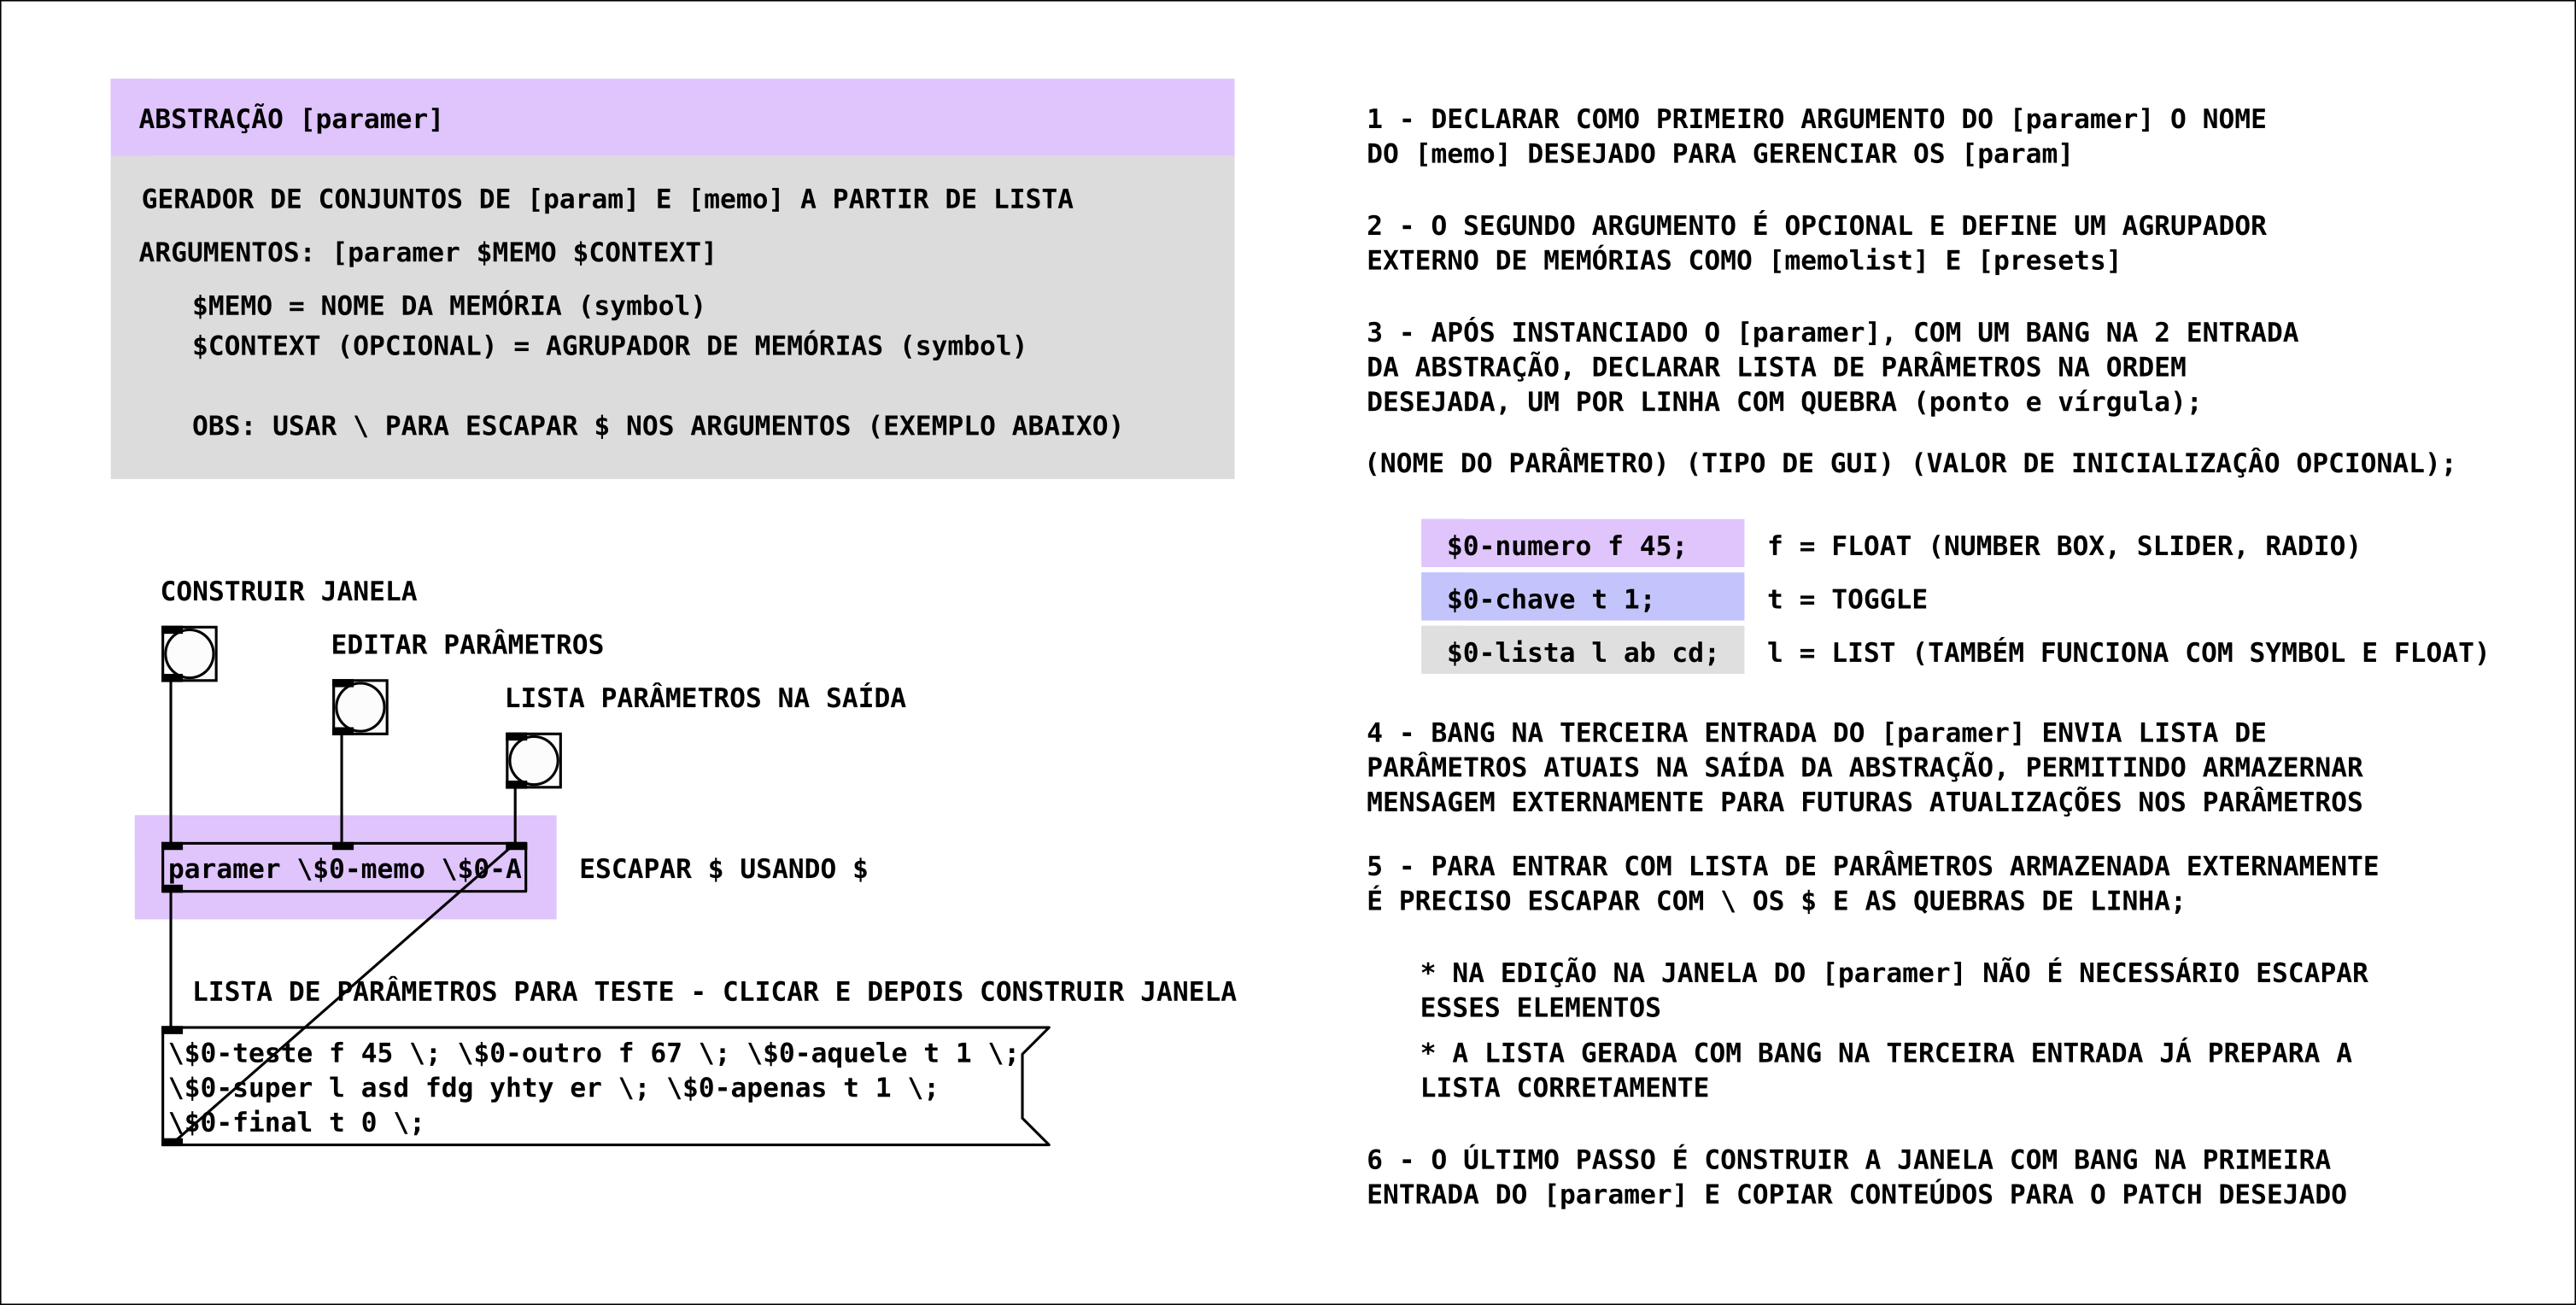 ABSTRAÇÃO [paramer]
GERADOR DE CONJUNTOS DE [param] E [memo] A PARTIR DE LISTA
ARGUMENTOS: [paramer $MEMO $CONTEXT]
$MEMO = NOME DA MEMÓRIA (symbol)
$CONTEXT (OPCIONAL) = AGRUPADOR DE MEMÓRIAS (symbol)
OBS: USAR \ PARA ESCAPAR $ NOS ARGUMENTOS (EXEMPLO ABAIXO)
CONSTRUIR JANELA
EDITAR PARÂMETROS
LISTA PARÂMETROS NA SAÍDA
paramer \$0-memo \$0-A
ESCAPAR $ USANDO $
LISTA DE PARÂMETROS PARA TESTE - CLICAR E DEPOIS CONSTRUIR JANELA
\$0-teste f 45 \; \$0-outro f 67 \; \$0-aquele t 1 \;
\$0-super l asd fdg yhty er \; \$0-apenas t 1 \;
\$0-final t 0 \;
1 - DECLARAR COMO PRIMEIRO ARGUMENTO DO [paramer] O NOME
DO [memo] DESEJADO PARA GERENCIAR OS [param]
2 - O SEGUNDO ARGUMENTO É OPCIONAL E DEFINE UM AGRUPADOR
EXTERNO DE MEMÓRIAS COMO [memolist] E [presets]
3 - APÓS INSTANCIADO O [paramer], COM UM BANG NA 2 ENTRADA
DA ABSTRAÇÃO, DECLARAR LISTA DE PARÂMETROS NA ORDEM
DESEJADA, UM POR LINHA COM QUEBRA (ponto e vírgula);
(NOME DO PARÂMETRO) (TIPO DE GUI) (VALOR DE INICIALIZAÇÂO OPCIONAL);
$0-numero f 45; f = FLOAT (NUMBER BOX, SLIDER, RADIO)
$0-chave t 1; t = TOGGLE
$0-lista l ab cd; l = LIST (TAMBÉM FUNCIONA COM SYMBOL E FLOAT)
4 - BANG NA TERCEIRA ENTRADA DO [paramer] ENVIA LISTA DE
PARÂMETROS ATUAIS NA SAÍDA DA ABSTRAÇÃO, PERMITINDO ARMAZERNAR
MENSAGEM EXTERNAMENTE PARA FUTURAS ATUALIZAÇÕES NOS PARÂMETROS
5 - PARA ENTRAR COM LISTA DE PARÂMETROS ARMAZENADA EXTERNAMENTE
É PRECISO ESCAPAR COM \ OS $ E AS QUEBRAS DE LINHA;
* NA EDIÇÃO NA JANELA DO [paramer] NÃO É NECESSÁRIO ESCAPAR
ESSES ELEMENTOS
* A LISTA GERADA COM BANG NA TERCEIRA ENTRADA JÁ PREPARA A
LISTA CORRETAMENTE
6 - O ÚLTIMO PASSO É CONSTRUIR A JANELA COM BANG NA PRIMEIRA
ENTRADA DO [paramer] E COPIAR CONTEÚDOS PARA O PATCH DESEJADO